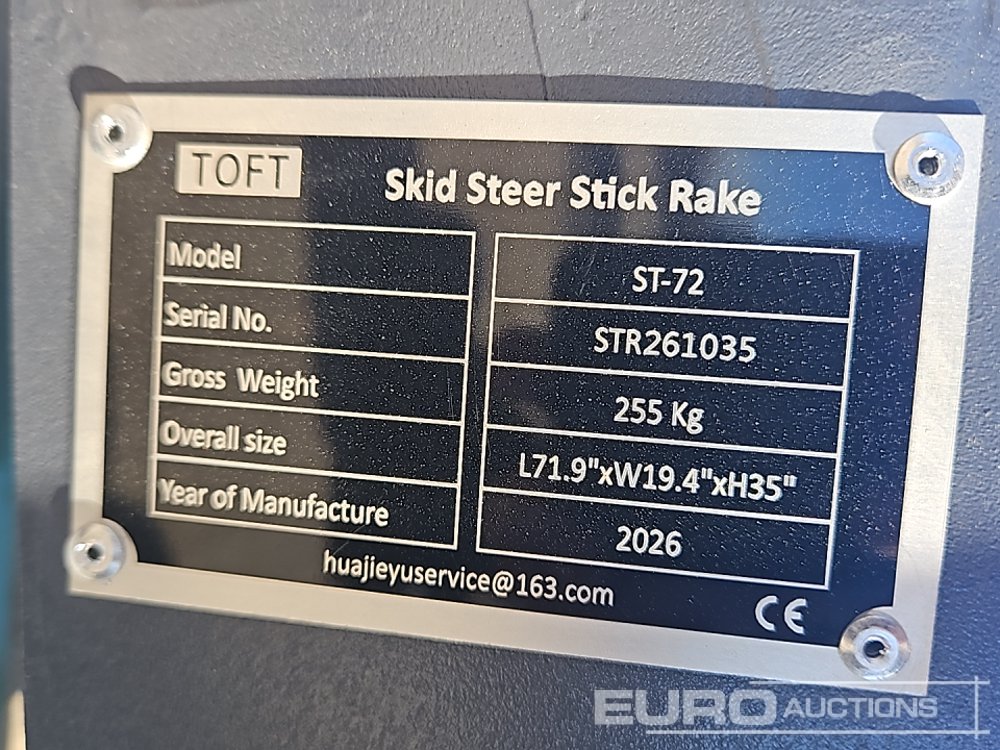 TOFT
Skid Steer Stick Rake
Model ST-72
Serial No. STR261035
Gross Weight 255 Kg
Overall size L71.9"xW19.4"xH35"
Year of Manufacture 2026
huajieyuservice@163.com
CE
EURO AUCTIONS